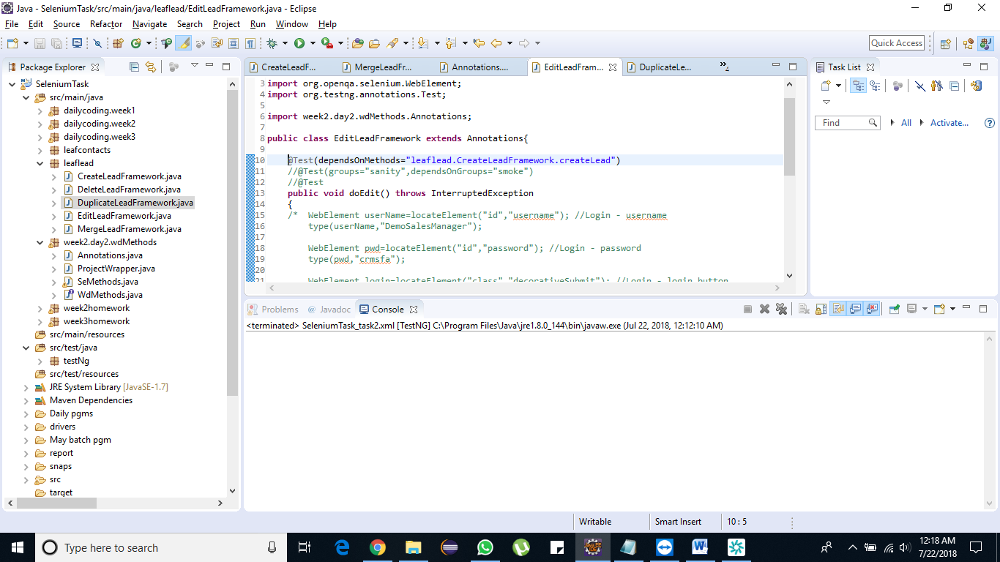 Java - SeleniumTask/src/main/java/leaflead/EditLeadFramework.java - Eclipse
File Edit Source Refactor Navigate Search Project Run Window Help
Quick Access
Package Explorer
SeleniumTask
src/main/java
dailycoding.week1
dailycoding.week2
dailycoding.week3
leafcontacts
leaflead
CreateLeadFramework.java
DeleteLeadFramework.java
DuplicateLeadFramework.java
EditLeadFramework.java
MergeLeadFramework.java
week2.day2.wdMethods
Annotations.java
ProjectWrapper.java
SeMethods.java
WdMethods.java
week2homework
week3homework
src/main/resources
src/test/java
testNg
src/test/resources
JRE System Library [JavaSE-1.7]
Maven Dependencies
Daily pgms
drivers
May batch pgm
report
snaps
src
target
CreateLeadF... MergeLeadFr... Annotations.... EditLeadFram... DuplicateLe... »4
3 import org.openqa.selenium.WebElement;
4 import org.testng.annotations.Test;
5
6 import week2.day2.wdMethods.Annotations;
7
8 public class EditLeadFramework extends Annotations{
9
10 @Test(dependsOnMethods="leaflead.CreateLeadFramework.createLead")
11 //@Test(groups="sanity",dependsOnGroups="smoke")
12 //@Test
13 public void doEdit() throws InterruptedException
14 {
15 /* WebElement userName=locateElement("id","username"); //Login - username
16 type(userName,"DemoSalesManager");
17
18 WebElement pwd=locateElement("id","password"); //Login - password
19 type(pwd,"crmsfa");
20
21 WebElement login=locateElement("class","decorativeSubmit"); //Login - login button
Task List
Find All Activate...
Problems @ Javadoc Console
<terminated> SeleniumTask_task2.xml [TestNG] C:\Program Files\Java\jre1.8.0_144\bin\javaw.exe (Jul 22, 2018, 12:12:10 AM)
Writable Smart Insert 10 : 5
Type here to search
12:18 AM
7/22/2018